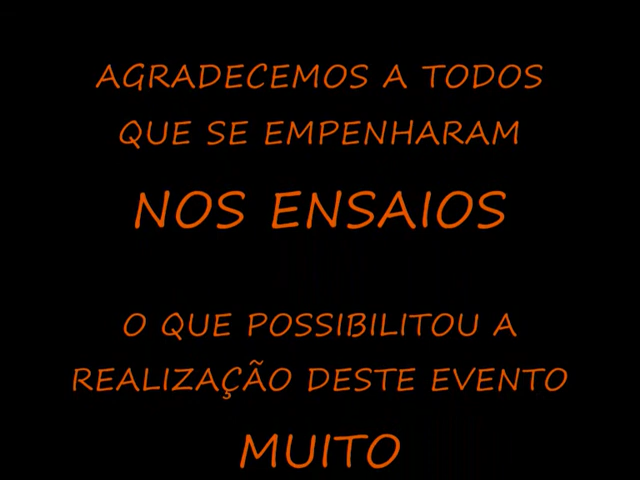 AGRADECEMOS A TODOS
QUE SE EMPENHARAM
NOS ENSAIOS
O QUE POSSIBILITOU A
REALIZAÇÃO DESTE EVENTO
MUITO